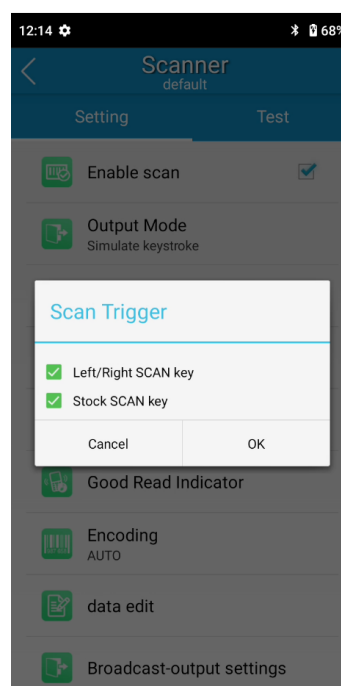 12:14 68%
Scanner
default
Setting Test
Enable scan
Output Mode
Simulate keystroke
Scan Trigger
Left/Right SCAN key
Stock SCAN key
Cancel OK
Good Read Indicator
Encoding
AUTO
data edit
Broadcast-output settings